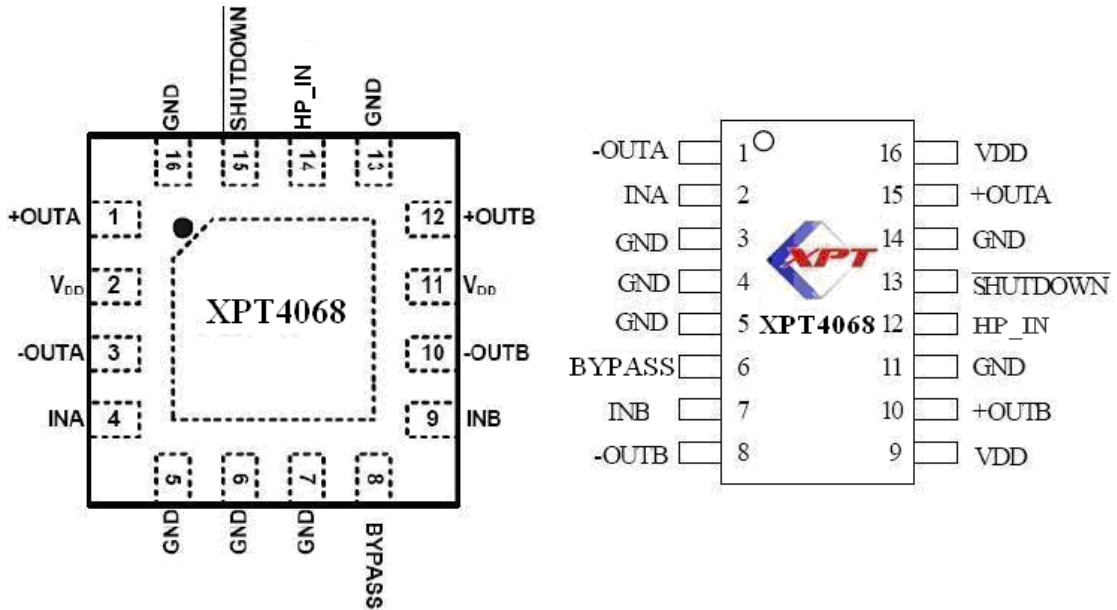 GND
SHUTDOWN
HP_IN
GND
16
15
14
13
+OUTA 1
12 +OUTB
VDD 2
11 VDD
-OUTA 3
10 -OUTB
INA 4
9 INB
XPT4068
5
6
7
8
GND
GND
GND
BYPASS
-OUTA 1
16 VDD
INA 2
15 +OUTA
GND 3
14 GND
GND 4
13 SHUTDOWN
GND 5
12 HP_IN
BYPASS 6
11 GND
INB 7
10 +OUTB
-OUTB 8
9 VDD
XPT
XPT4068